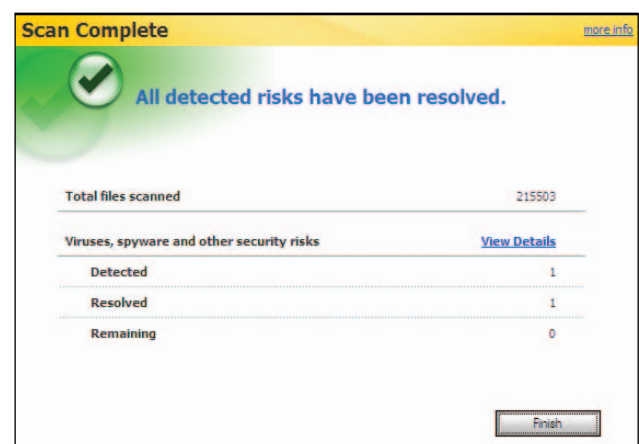 Scan Complete more info
All detected risks have been resolved.
Total files scanned 215503
Viruses, spyware and other security risks View Details
Detected 1
Resolved 1
Remaining 0
Finish